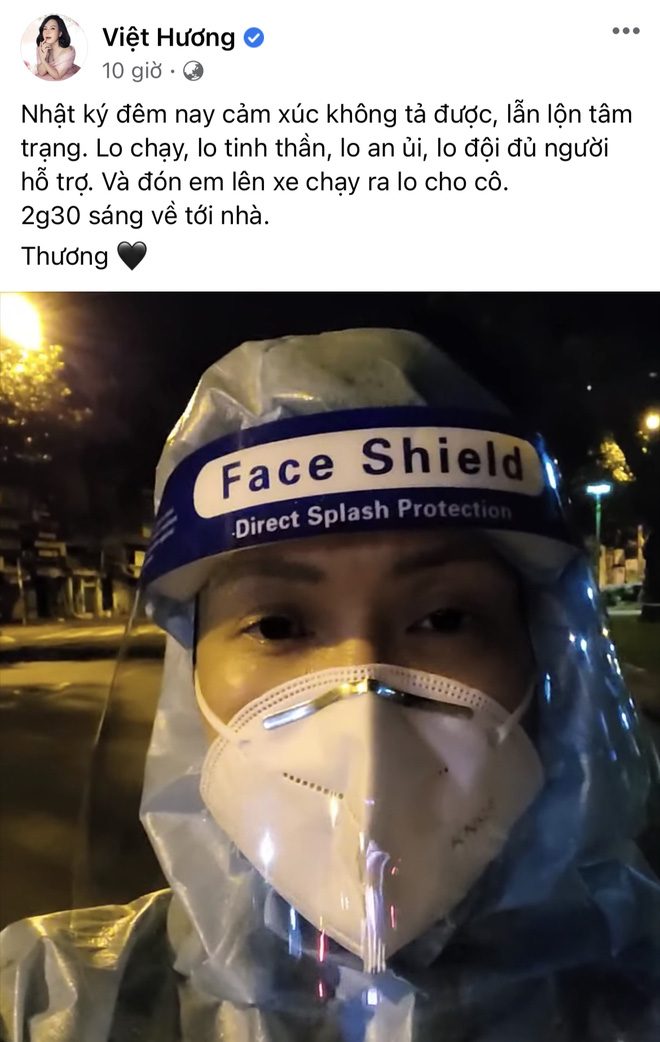 Việt Hương
10 giờ ·
Nhật ký đêm nay cảm xúc không tả được, lẫn lộn tâm
trạng. Lo chạy, lo tinh thần, lo an ủi, lo đội đủ người
hỗ trợ. Và đón em lên xe chạy ra lo cho cô.
2g30 sáng về tới nhà.
Thương 🖤
Face Shield
Direct Splash Protection